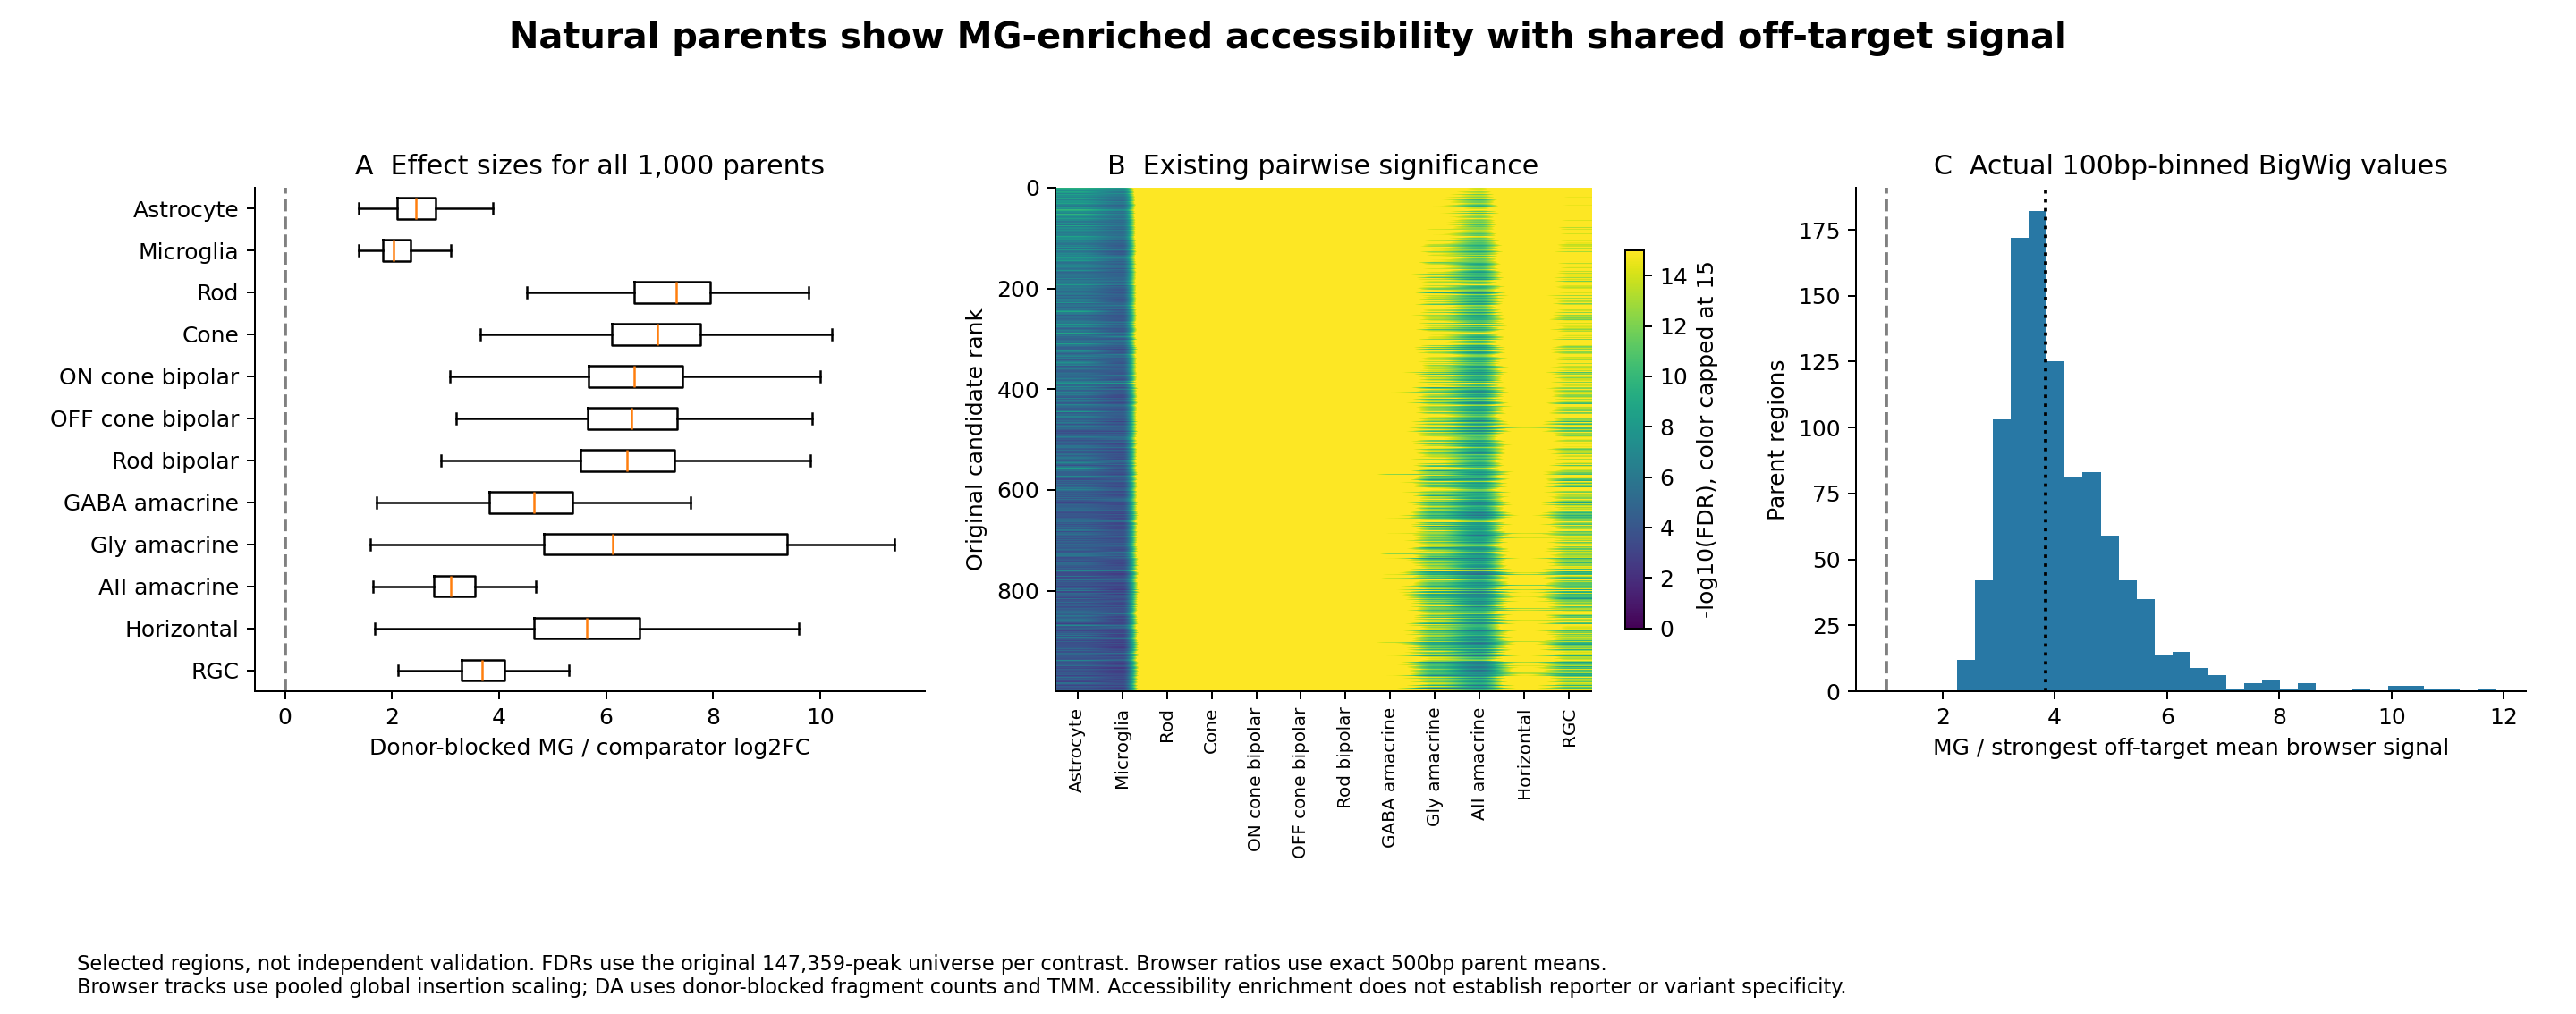 Natural parents show MG-enriched accessibility with shared off-target signal
A  Effect sizes for all 1,000 parents
Astrocyte
Microglia
Rod
Cone
ON cone bipolar
OFF cone bipolar
Rod bipolar
GABA amacrine
Gly amacrine
AII amacrine
Horizontal
RGC
0 2 4 6 8 10
Donor-blocked MG / comparator log2FC
B  Existing pairwise significance
Original candidate rank
0
200
400
600
800
Astrocyte
Microglia
Rod
Cone
ON cone bipolar
OFF cone bipolar
Rod bipolar
GABA amacrine
Gly amacrine
AII amacrine
Horizontal
RGC
14
12
10
8
6
4
2
0
-log10(FDR), color capped at 15
C  Actual 100bp-binned BigWig values
Parent regions
175
150
125
100
75
50
25
0
2 4 6 8 10 12
MG / strongest off-target mean browser signal
Selected regions, not independent validation. FDRs use the original 147,359-peak universe per contrast. Browser ratios use exact 500bp parent means.
Browser tracks use pooled global insertion scaling; DA uses donor-blocked fragment counts and TMM. Accessibility enrichment does not establish reporter or variant specificity.